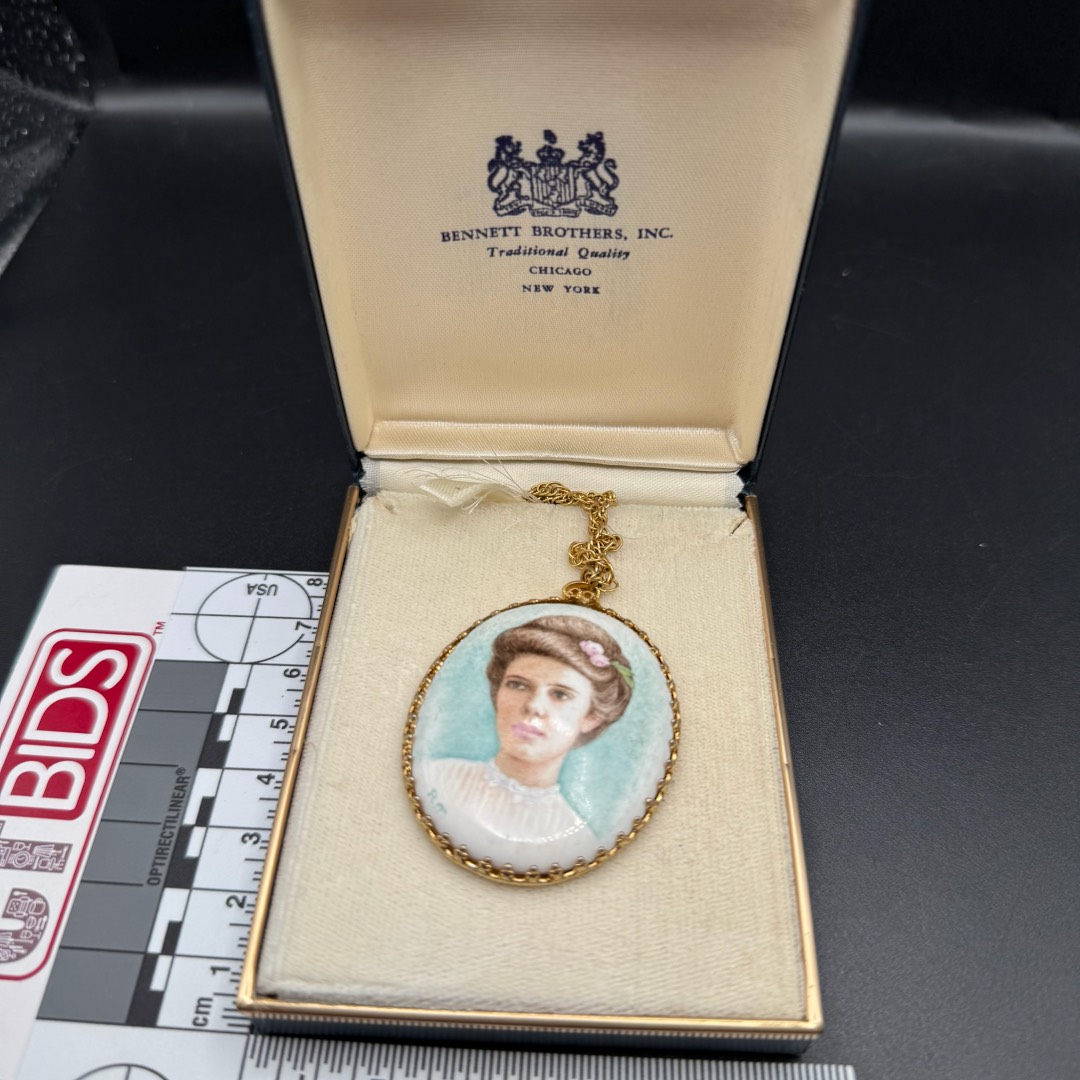 BENNETT BROTHERS, INC.
Traditional Quality
CHICAGO
NEW YORK
USA
BIDS™
OPTIRECTILINEAR®
8
7
6
5
4
3
2
1
cm